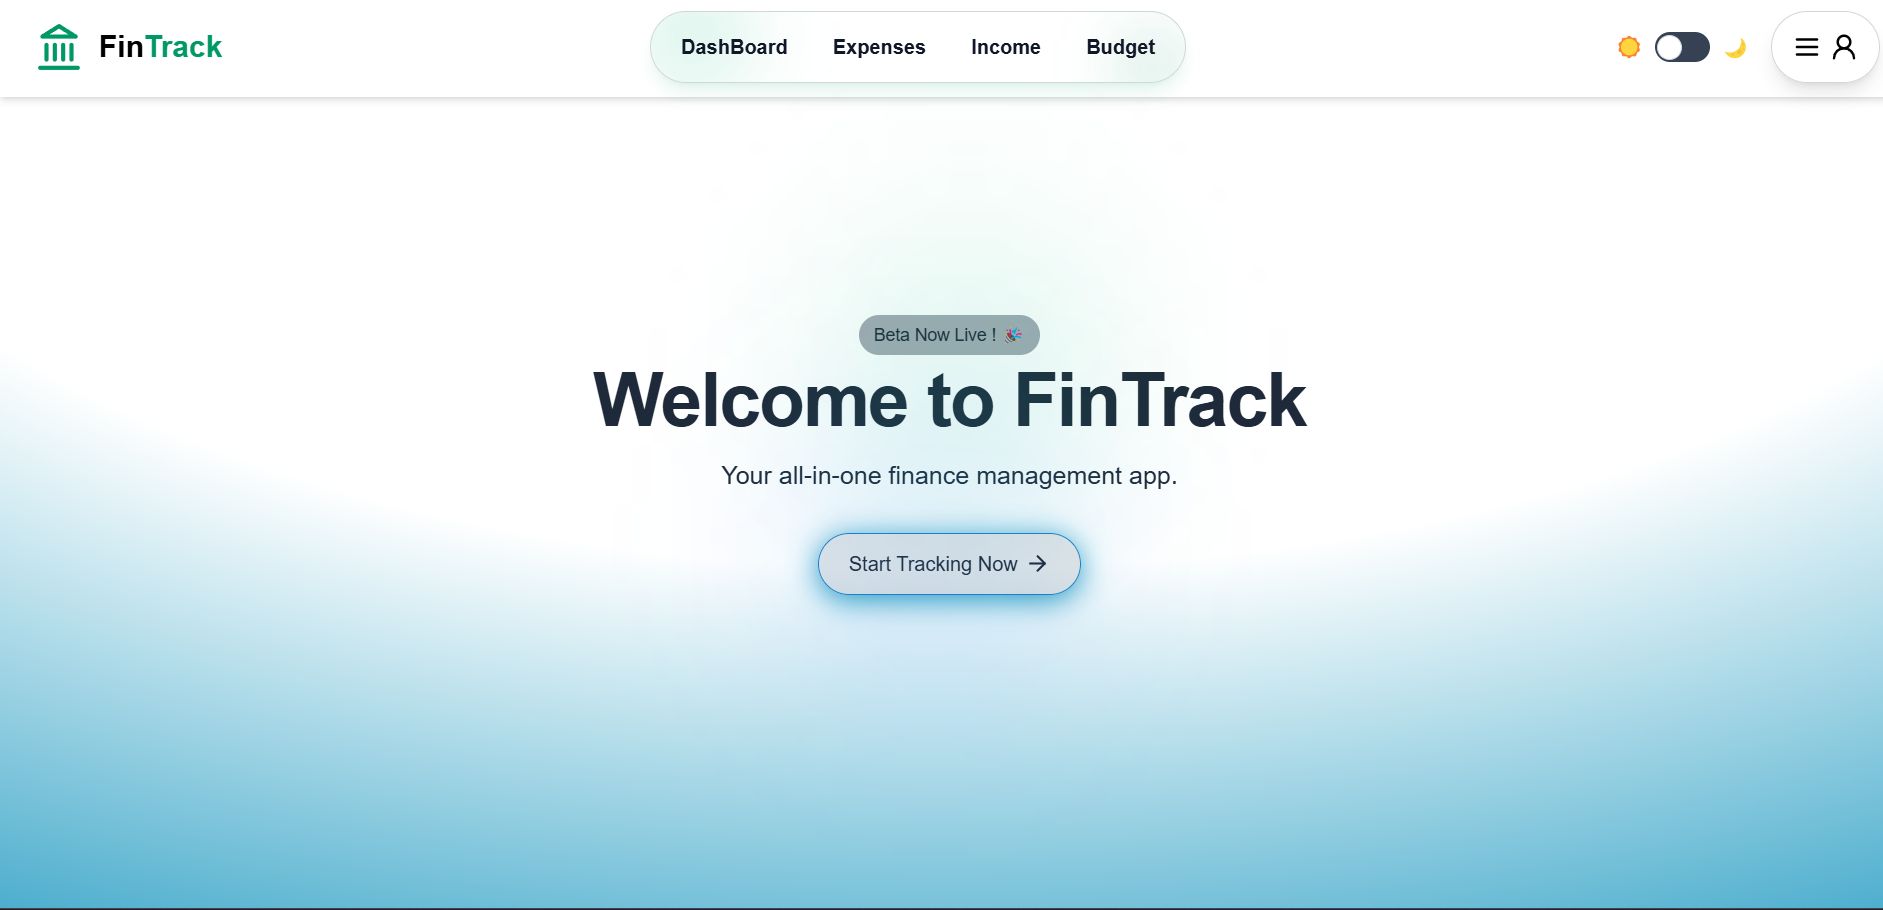 FinTrack
DashBoard Expenses Income Budget
Beta Now Live ! 🎉
Welcome to FinTrack
Your all-in-one finance management app.
Start Tracking Now →